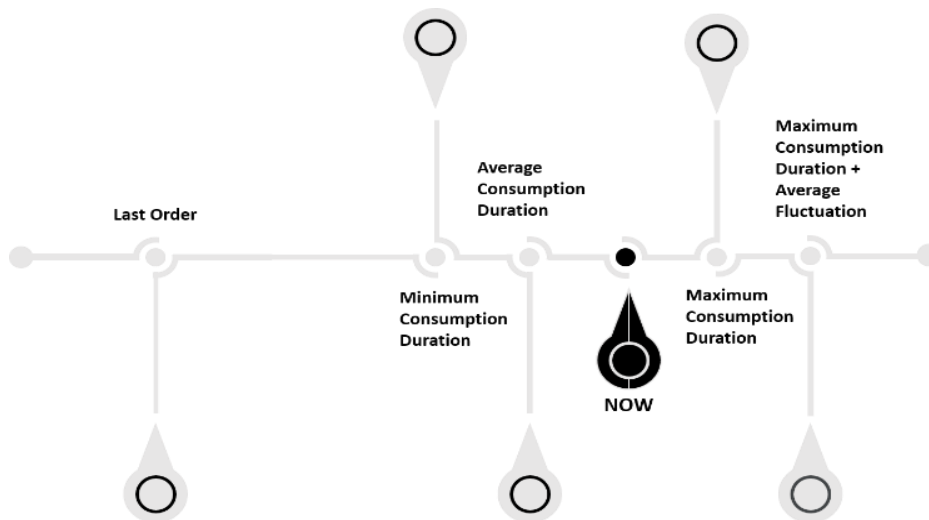 Last Order
Minimum
Consumption
Duration
Average
Consumption
Duration
NOW
Maximum
Consumption
Duration
Maximum
Consumption
Duration +
Average
Fluctuation